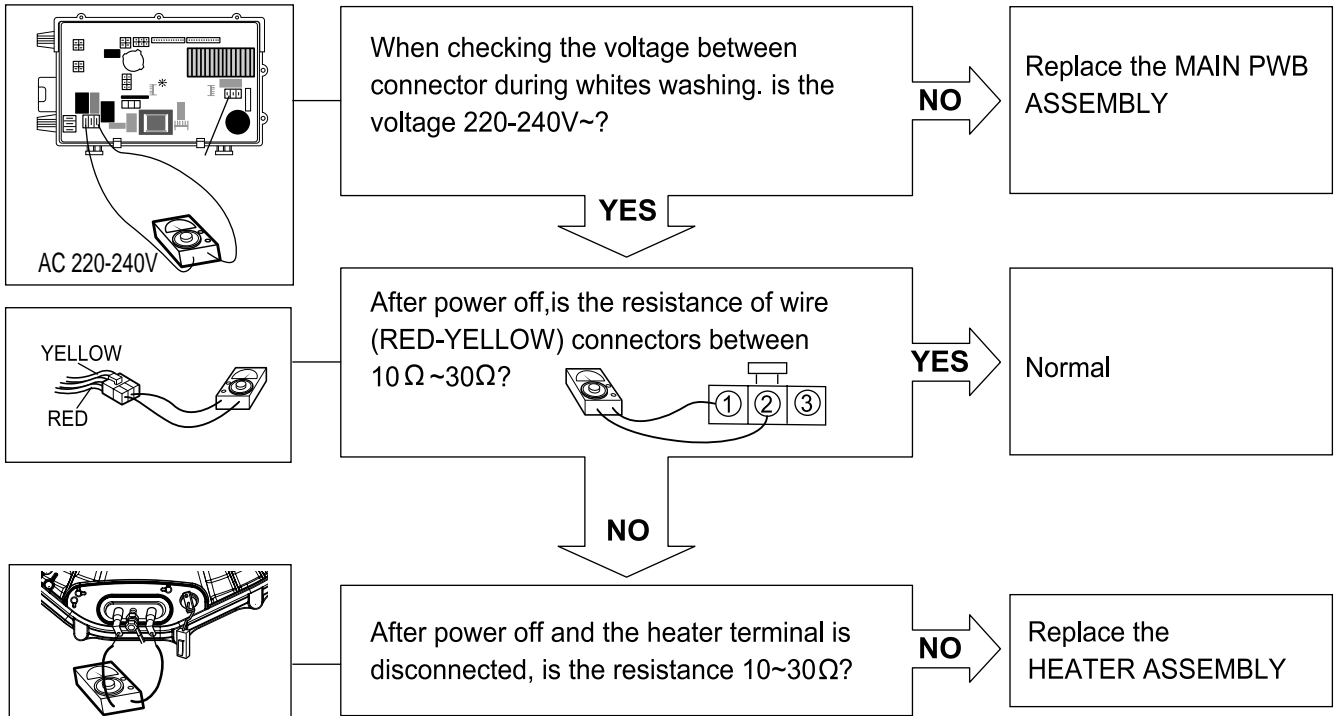 When checking the voltage between
connector during whites washing. is the
voltage 220-240V~?
NO
Replace the MAIN PWB
ASSEMBLY
AC 220-240V
YES
After power off,is the resistance of wire
(RED-YELLOW) connectors between
10 Ω ~30Ω?
① ② ③
YES
Normal
YELLOW
RED
NO
After power off and the heater terminal is
disconnected, is the resistance 10~30Ω?
NO
Replace the
HEATER ASSEMBLY